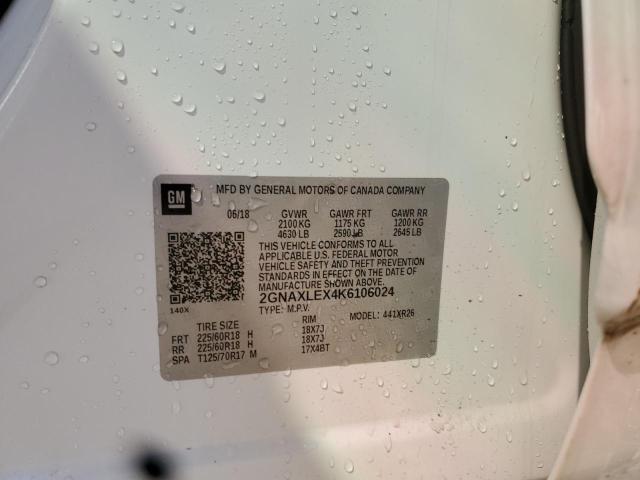 GM
MFD BY GENERAL MOTORS OF CANADA COMPANY
06/18 GVWR GAWR FRT GAWR RR
2100 KG 1175 KG 1200 KG
4630 LB 2590 LB 2645 LB
THIS VEHICLE CONFORMS TO ALL
APPLICABLE U.S. FEDERAL MOTOR
VEHICLE SAFETY AND THEFT PREVENTION
STANDARDS IN EFFECT ON THE DATE OF
MANUFACTURE SHOWN ABOVE.
2GNAXLEX4K6106024
140X TYPE: M.P.V. MODEL: 441XR26
TIRE SIZE RIM
FRT 225/60R18 H 18X7J
RR 225/60R18 H 18X7J
SPA T125/70R17 M 17X4BT